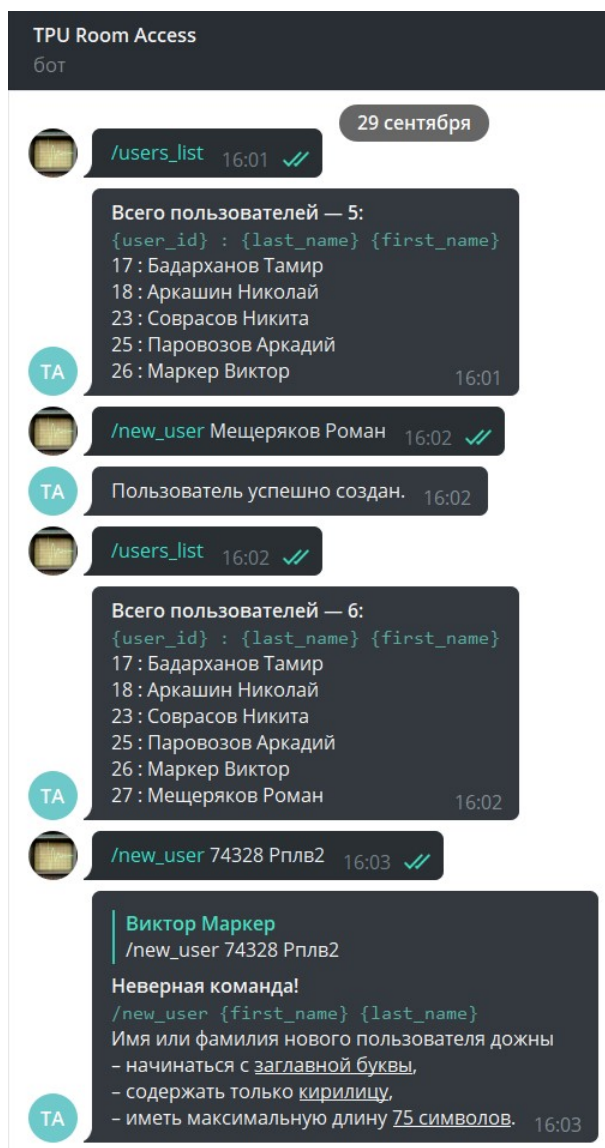 TPU Room Access
бот
29 сентября
/users_list 16:01
Всего пользователей — 5:
{user_id} : {last_name} {first_name}
17 : Бадарханов Тамир
18 : Аркашин Николай
23 : Соврасов Никита
25 : Паровозов Аркадий
26 : Маркер Виктор
TA
16:01
/new_user Мещеряков Роман 16:02
TA
Пользователь успешно создан. 16:02
/users_list 16:02
Всего пользователей — 6:
{user_id} : {last_name} {first_name}
17 : Бадарханов Тамир
18 : Аркашин Николай
23 : Соврасов Никита
25 : Паровозов Аркадий
26 : Маркер Виктор
27 : Мещеряков Роман
TA
16:02
/new_user 74328 Рплв2 16:03
Виктор Маркер
/new_user 74328 Рплв2
Неверная команда!
/new_user {first_name} {last_name}
Имя или фамилия нового пользователя дожны
– начинаться с заглавной буквы,
– содержать только кирилицу,
– иметь максимальную длину 75 символов.
TA
16:03